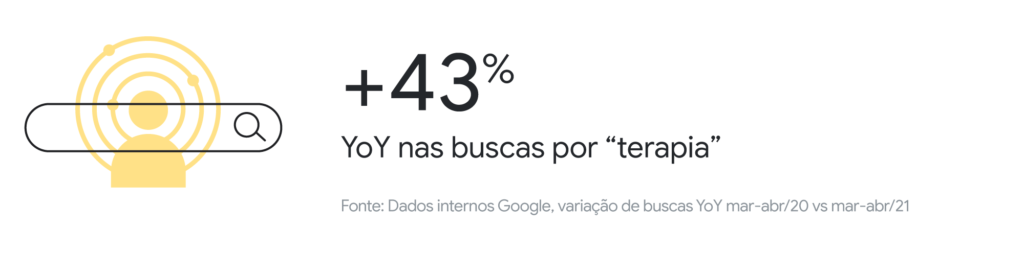 +43%
YoY nas buscas por “terapia”
Fonte: Dados internos Google, variação de buscas YoY mar-abr/20 vs mar-abr/21